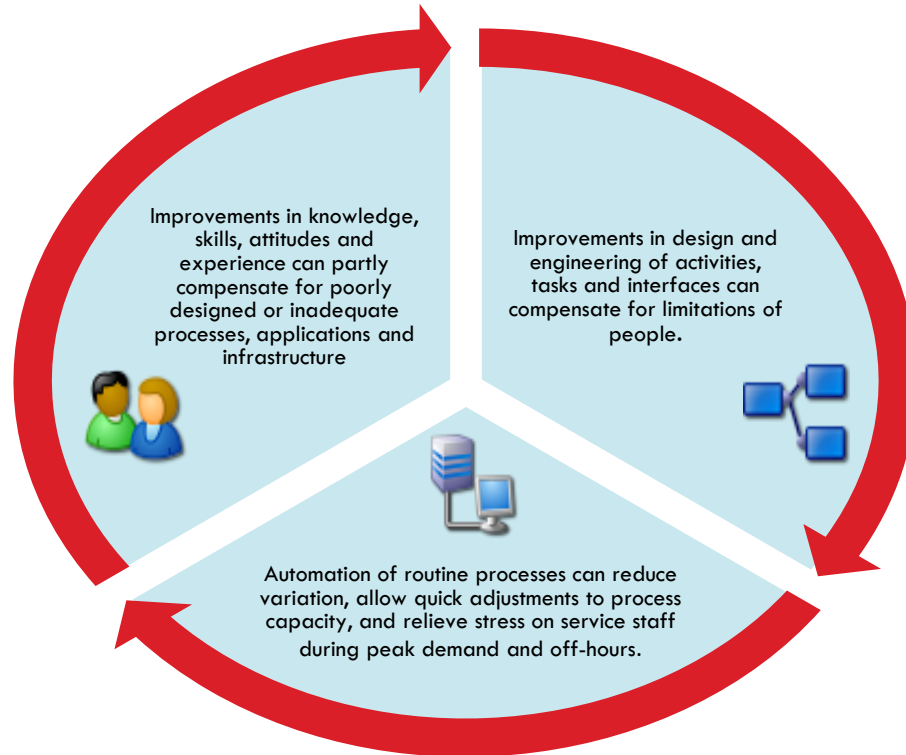 Improvements in knowledge,
skills, attitudes and
experience can partly
compensate for poorly
designed or inadequate
processes, applications and
infrastructure
Improvements in design and
engineering of activities,
tasks and interfaces can
compensate for limitations of
people.
Automation of routine processes can reduce
variation, allow quick adjustments to process
capacity, and relieve stress on service staff
during peak demand and off-hours.